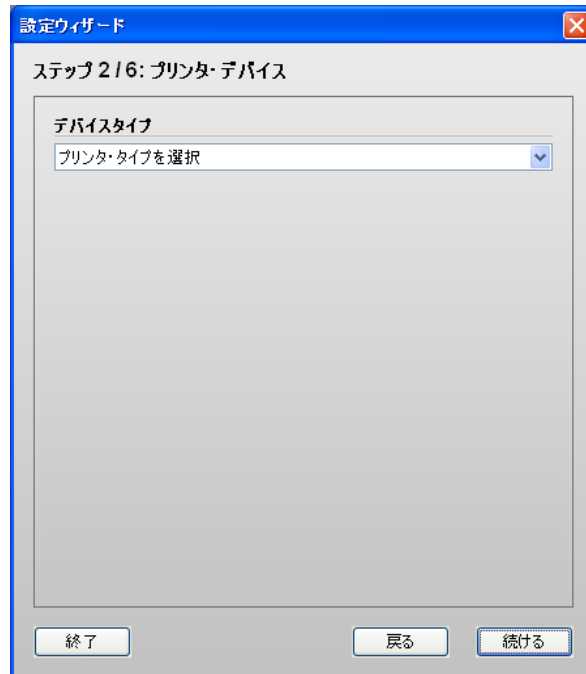 設定ウィザード
ステップ 2 / 6: プリンタ・デバイス
デバイスタイプ
プリンタ・タイプを選択
終了
戻る
続ける